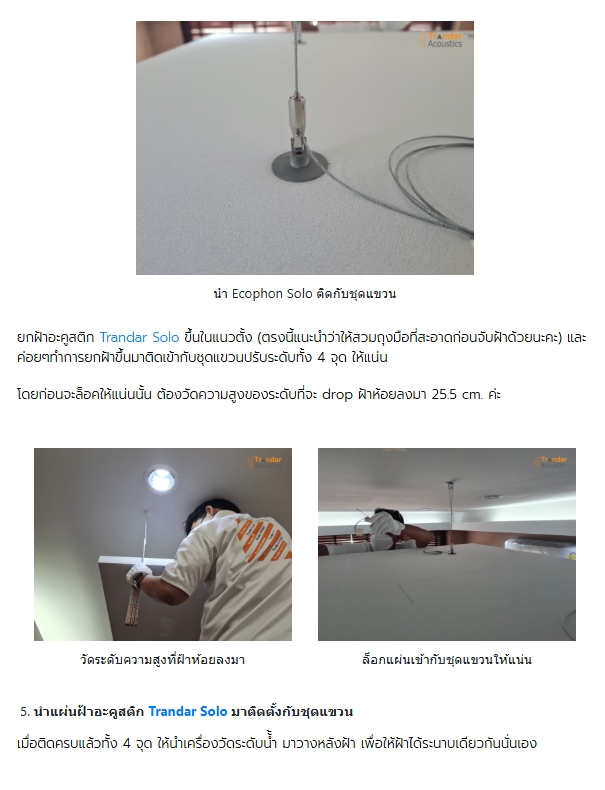 Trandar
Acoustics
นำ Ecophon Solo ติดกับชุดแขวน
ยกฝ้าอะคูสติก Trandar Solo ขึ้นในแนวตั้ง (ตรงนี้แนะนำว่าให้สวมถุงมือที่สะอาดก่อนจับฝ้าด้วยนะคะ) และ
ค่อยๆทำการยกฝ้าขึ้นมาติดเข้ากับชุดแขวนปรับระดับทั้ง 4 จุด ให้แน่น
โดยก่อนจะล็อคให้แน่นนั้น ต้องวัดความสูงของระดับที่จะ drop ฝ้าห้อยลงมา 25.5 cm. ค่ะ
Trandar
Acoustics
Trandar
Acoustics
วัดระดับความสูงที่ฝ้าห้อยลงมา
ล็อกแผ่นเข้ากับชุดแขวนให้แน่น
5. นำแผ่นฝ้าอะคูสติก Trandar Solo มาติดตั้งกับชุดแขวน
เมื่อติดครบแล้วทั้ง 4 จุด ให้นำเครื่องวัดระดับน้ำ มาวางหลังฝ้า เพื่อให้ฝ้าได้ระนาบเดียวกันนั่นเอง